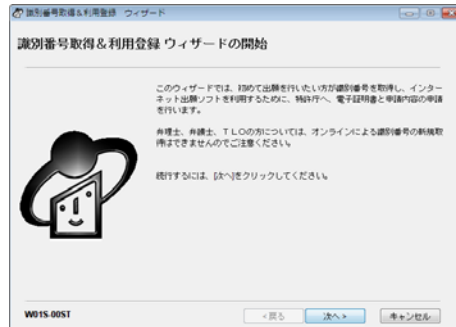 識別番号取得&利用登録 ウィザード
識別番号取得&利用登録 ウィザードの開始
このウィザードでは、初めて出願を行いたい方が識別番号を取得し、インター
ネット出願ソフトを利用するために、特許庁へ、電子証明書と申請内容の申請
を行います。
弁理士、弁護士、TLOの方については、オンラインによる識別番号の新規取
得はできませんのでご注意ください。
続行するには、[次へ]をクリックしてください。
W01S-00ST
<戻る
次へ>
キャンセル